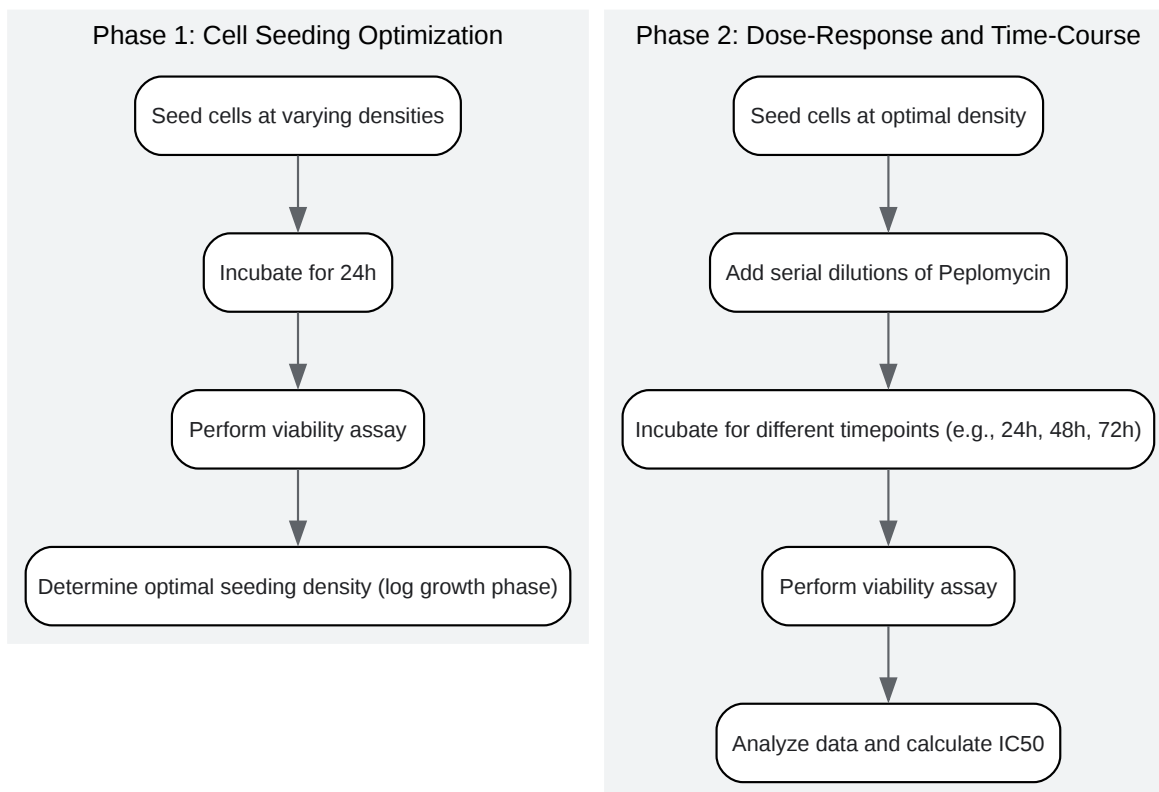 Phase 1: Cell Seeding Optimization
Seed cells at varying densities
Incubate for 24h
Perform viability assay
Determine optimal seeding density (log growth phase)
Phase 2: Dose-Response and Time-Course
Seed cells at optimal density
Add serial dilutions of Peplomycin
Incubate for different timepoints (e.g., 24h, 48h, 72h)
Perform viability assay
Analyze data and calculate IC50